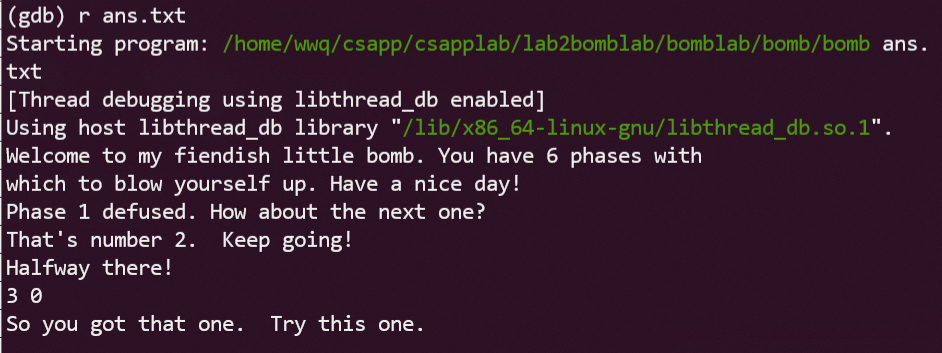 (gdb) r ans.txt
Starting program: /home/wwq/csapp/csapplab/lab2bomblab/bomblab/bomb/bomb ans.
txt
[Thread debugging using libthread_db enabled]
Using host libthread_db library "/lib/x86_64-linux-gnu/libthread_db.so.1".
Welcome to my fiendish little bomb. You have 6 phases with
which to blow yourself up. Have a nice day!
Phase 1 defused. How about the next one?
That's number 2.  Keep going!
Halfway there!
3 0
So you got that one.  Try this one.